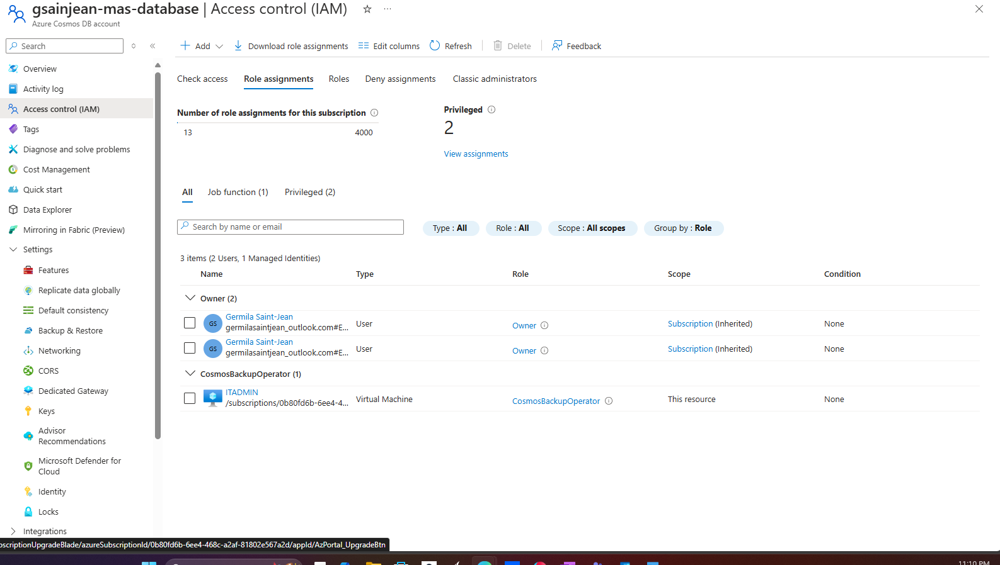 gsainjean-mas-database | Access control (IAM)
Azure Cosmos DB account
Search
Add
Download role assignments
Edit columns
Refresh
Delete
Feedback
Overview
Activity log
Access control (IAM)
Tags
Diagnose and solve problems
Cost Management
Quick start
Data Explorer
Mirroring in Fabric (Preview)
Settings
Features
Replicate data globally
Default consistency
Backup & Restore
Networking
CORS
Dedicated Gateway
Keys
Advisor
Recommendations
Microsoft Defender for
Cloud
Identity
Locks
Integrations
Check access
Role assignments
Roles
Deny assignments
Classic administrators
Number of role assignments for this subscription
13
4000
Privileged
2
View assignments
All
Job function (1)
Privileged (2)
Search by name or email
Type : All
Role : All
Scope : All scopes
Group by : Role
3 items (2 Users, 1 Managed Identities)
Name Type Role Scope Condition
Owner (2)
GS
Germila Saint-Jean
germilasaintjean_outlook.com#E...
User
Owner
Subscription (Inherited)
None
GS
Germila Saint-Jean
germilasaintjean_outlook.com#E...
User
Owner
Subscription (Inherited)
None
CosmosBackupOperator (1)
ITADMIN
/subscriptions/0b80fd6b-6ee4-4...
Virtual Machine
CosmosBackupOperator
This resource
None
oscriptionUpgradeBlade/azureSubscriptionId/0b80fd6b-6ee4-468c-a2af-81802e567a2d/appId/AzPortal_UpgradeBtn
11:10 PM